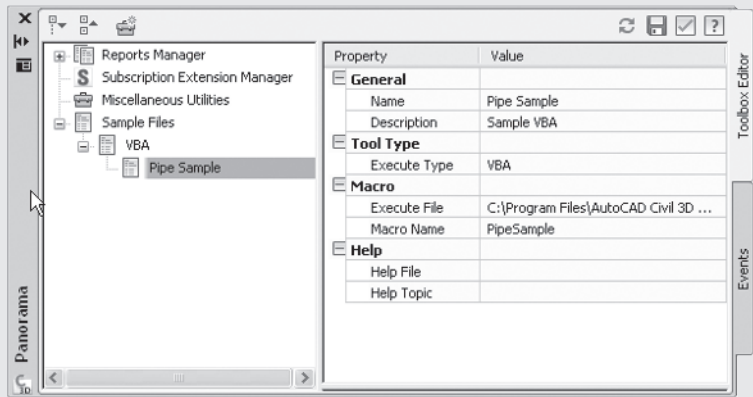 Reports Manager
Subscription Extension Manager
Miscellaneous Utilities
Sample Files
VBA
Pipe Sample
Property Value
General
Name Pipe Sample
Description Sample VBA
Tool Type
Execute Type VBA
Macro
Execute File C:\Program Files\AutoCAD Civil 3D ...
Macro Name PipeSample
Help
Help File
Help Topic
Toolbox Editor
Events
Panorama
3D